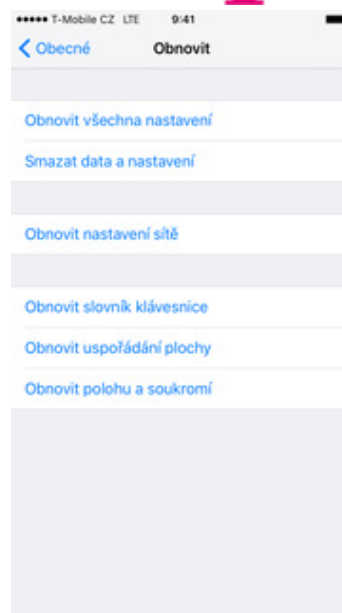 T-Mobile CZ LTE 9:41
Obecné Obnovit
Obnovit všechna nastavení
Smazat data a nastavení
Obnovit nastavení sítě
Obnovit slovník klávesnice
Obnovit uspořádání plochy
Obnovit polohu a soukromí